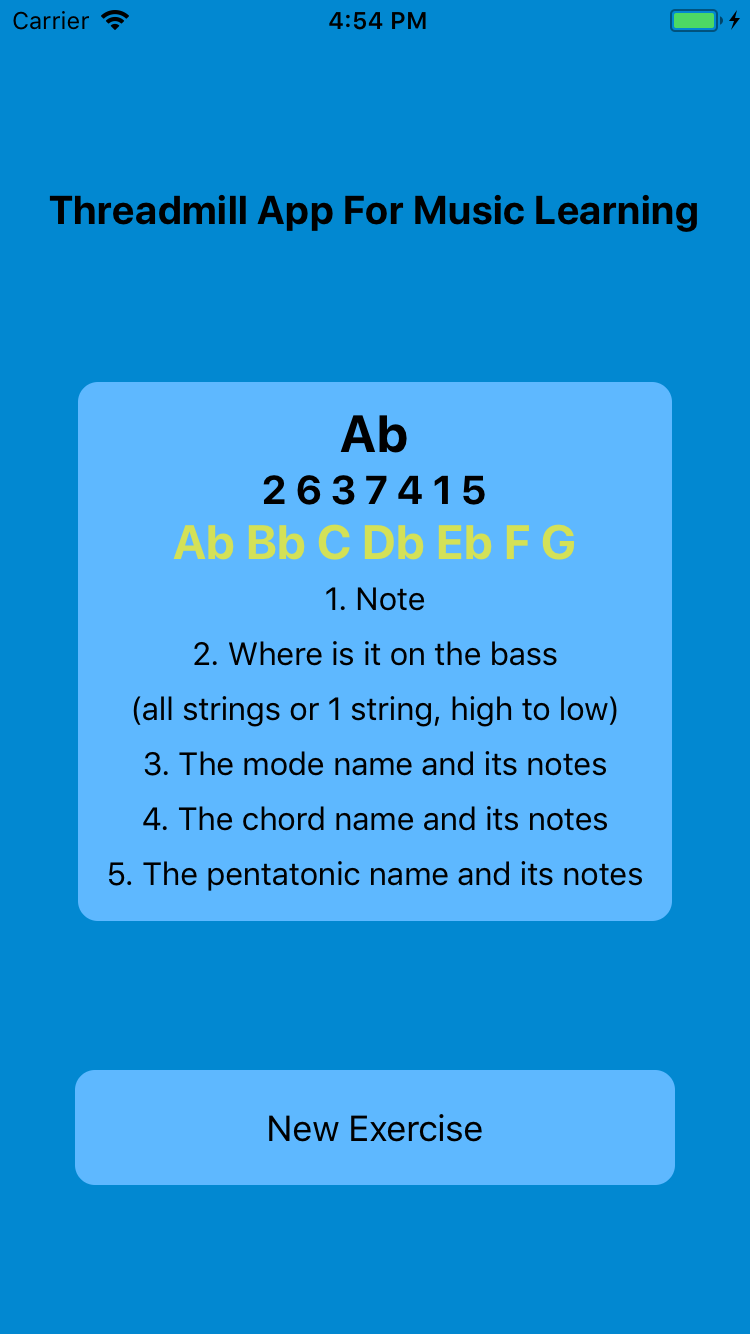 Carrier 4:54 PM
Threadmill App For Music Learning
Ab
2 6 3 7 4 1 5
Ab Bb C Db Eb F G
1. Note
2. Where is it on the bass
(all strings or 1 string, high to low)
3. The mode name and its notes
4. The chord name and its notes
5. The pentatonic name and its notes
New Exercise